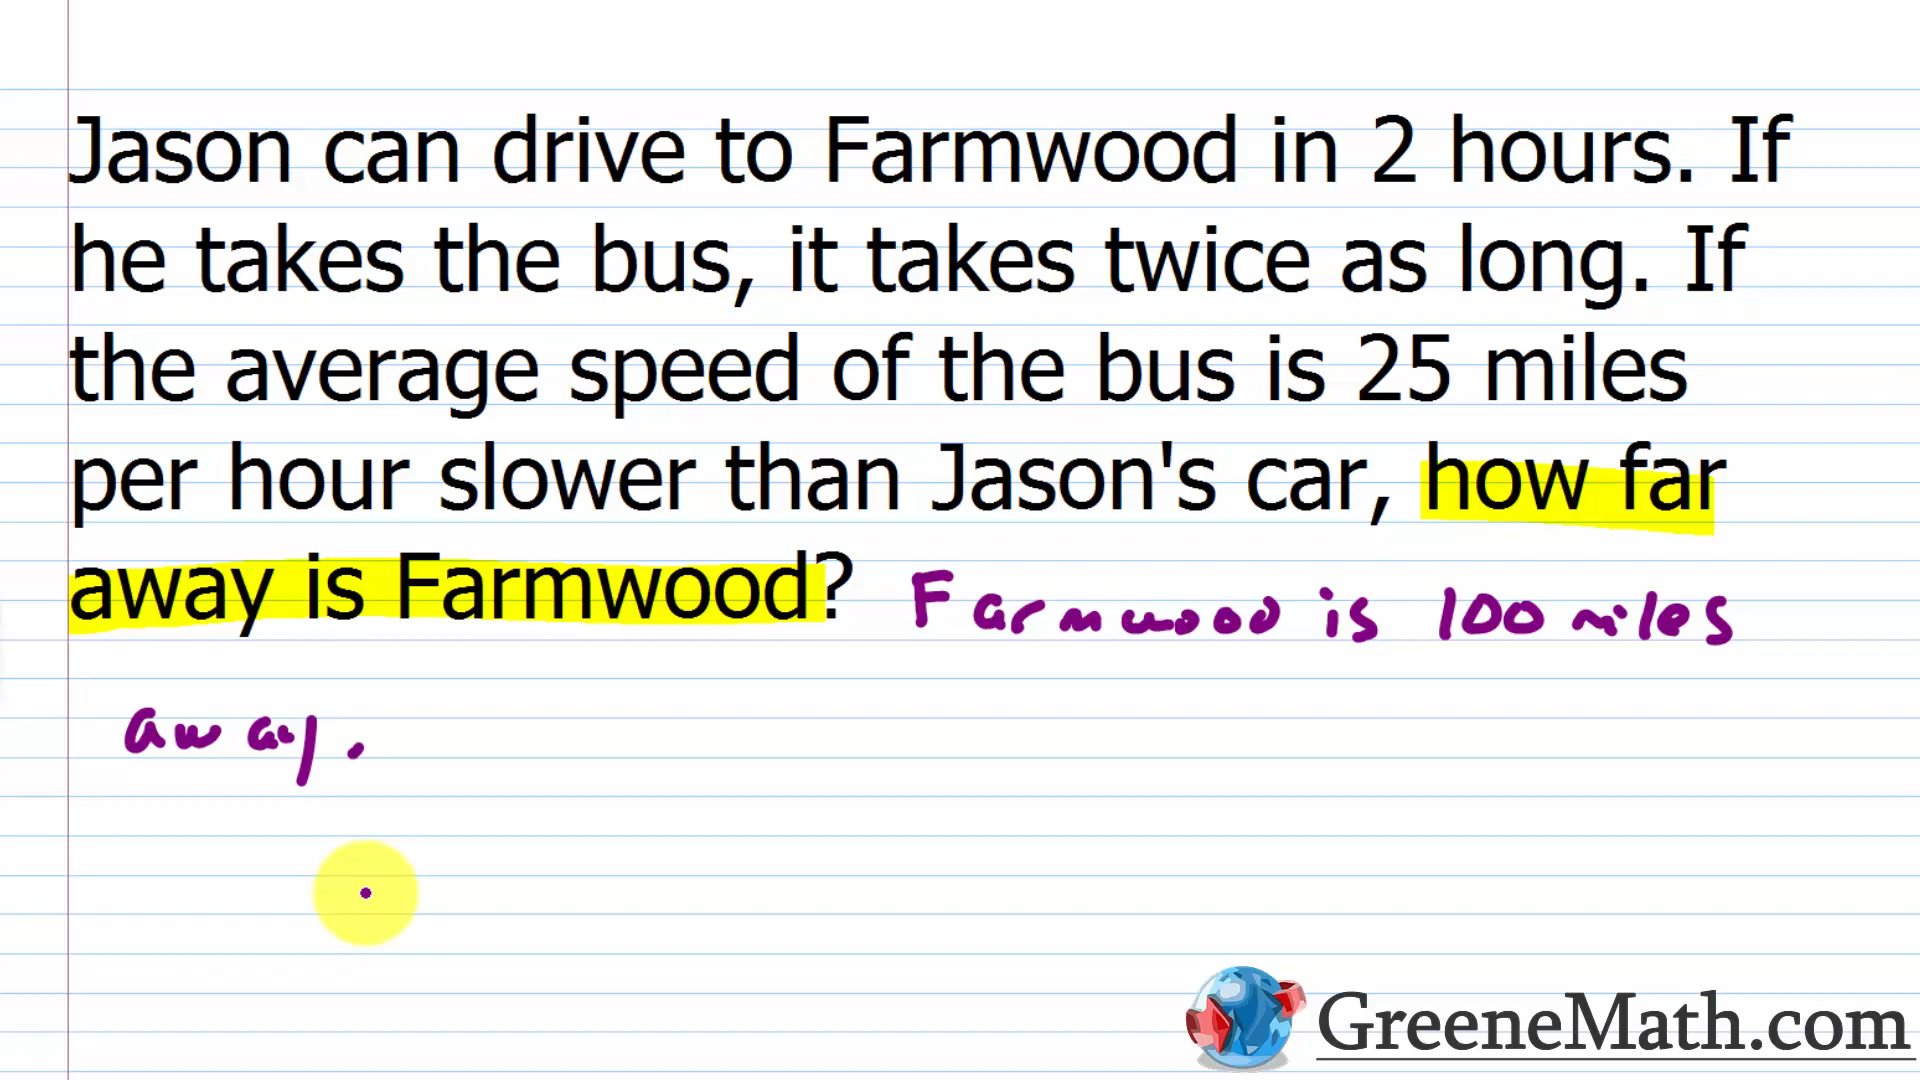 Jason can drive to Farmwood in 2 hours. If
he takes the bus, it takes twice as long. If
the average speed of the bus is 25 miles
per hour slower than Jason's car, how far
away is Farmwood? Farmwood is 100 miles
away.
GreeneMath.com